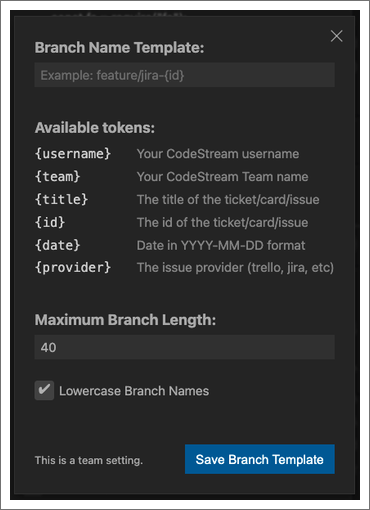 Branch Name Template:
Example: feature/jira-{id}
Available tokens:
{username} Your CodeStream username
{team} Your CodeStream Team name
{title} The title of the ticket/card/issue
{id} The id of the ticket/card/issue
{date} Date in YYYY-MM-DD format
{provider} The issue provider (trello, jira, etc)
Maximum Branch Length:
40
Lowercase Branch Names
This is a team setting. Save Branch Template